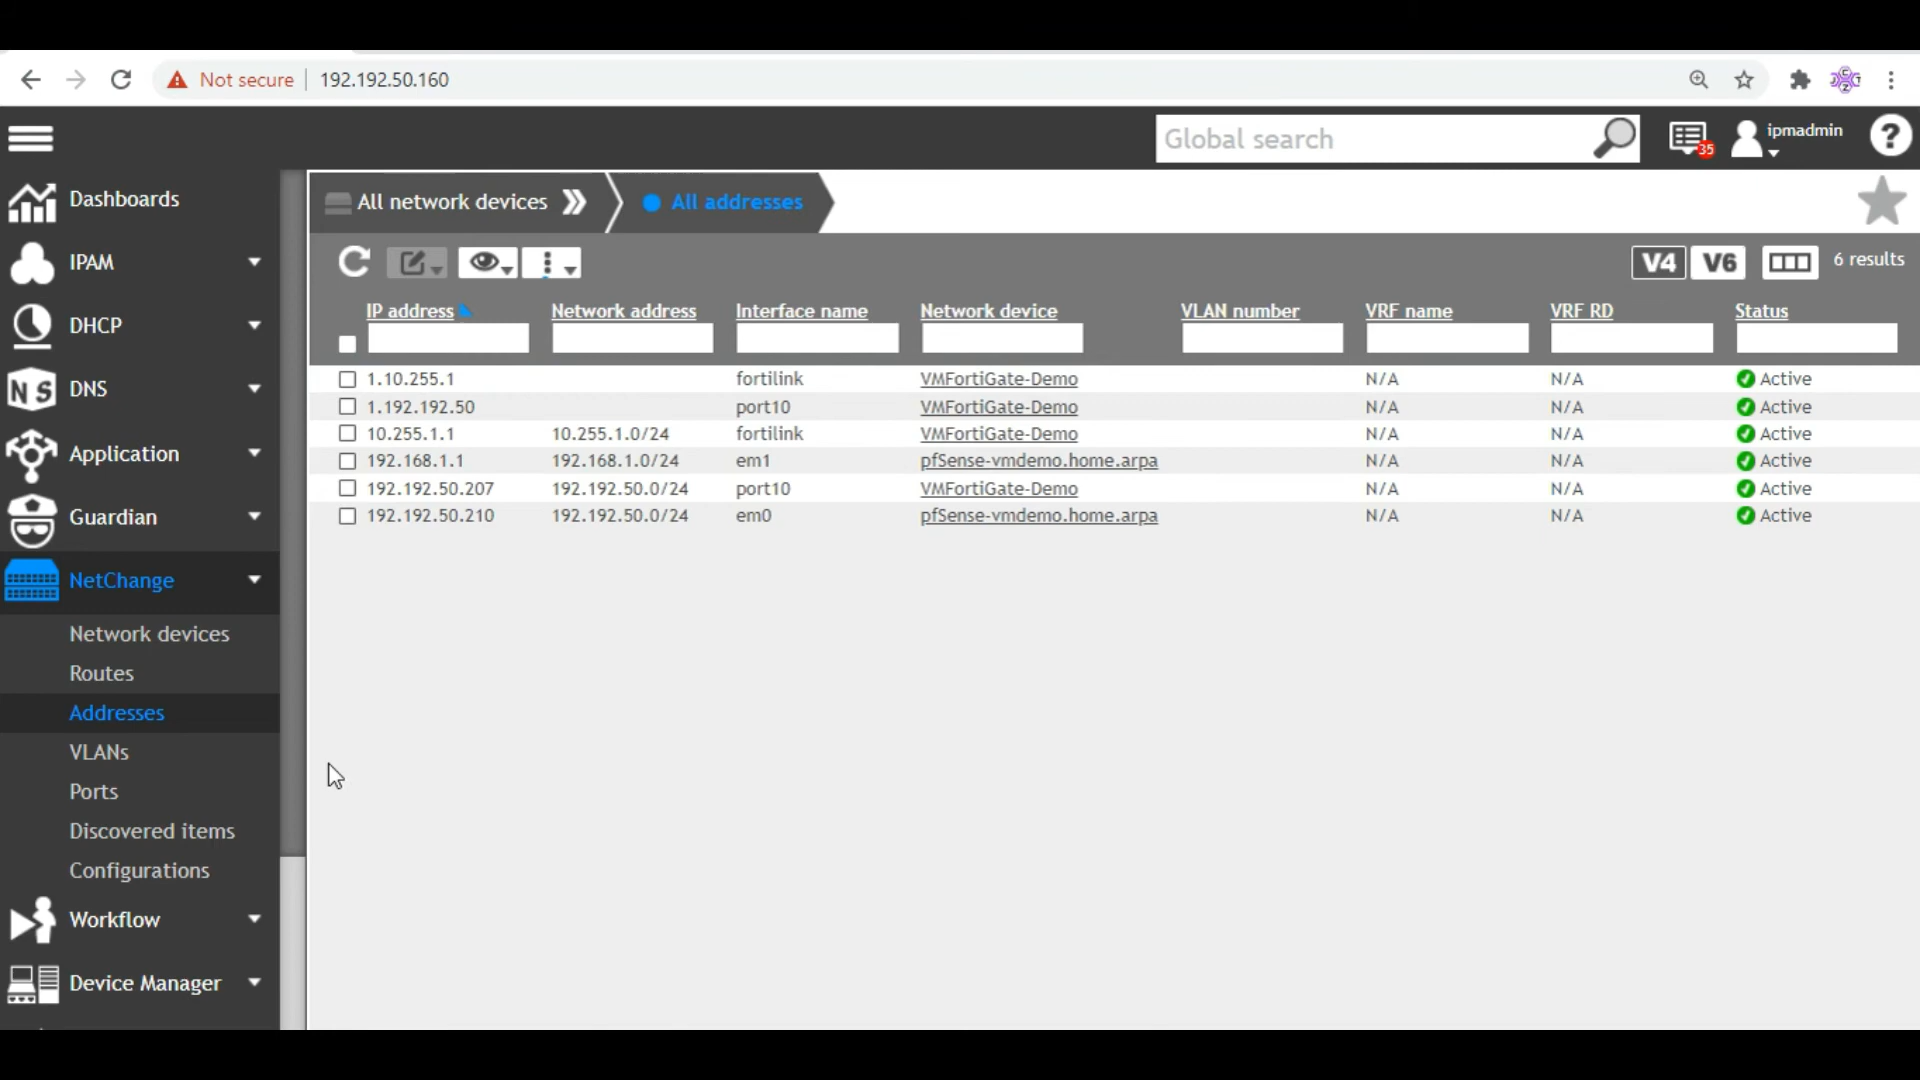 Not secure 192.192.50.160
Global search 35 ipmadmin ?
Dashboards
IPAM
DHCP
NS DNS
Application
Guardian
NetChange
Network devices
Routes
Addresses
VLANs
Ports
Discovered items
Configurations
Workflow
Device Manager
All network devices All addresses
V4 V6 6 results
IP address Network address Interface name Network device VLAN number VRF name VRF RD Status
1.10.255.1 fortilink VMFortiGate-Demo N/A N/A Active
1.192.192.50 port10 VMFortiGate-Demo N/A N/A Active
10.255.1.1 10.255.1.0/24 fortilink VMFortiGate-Demo N/A N/A Active
192.168.1.1 192.168.1.0/24 em1 pfSense-vmdemo.home.arpa N/A N/A Active
192.192.50.207 192.192.50.0/24 port10 VMFortiGate-Demo N/A N/A Active
192.192.50.210 192.192.50.0/24 em0 pfSense-vmdemo.home.arpa N/A N/A Active